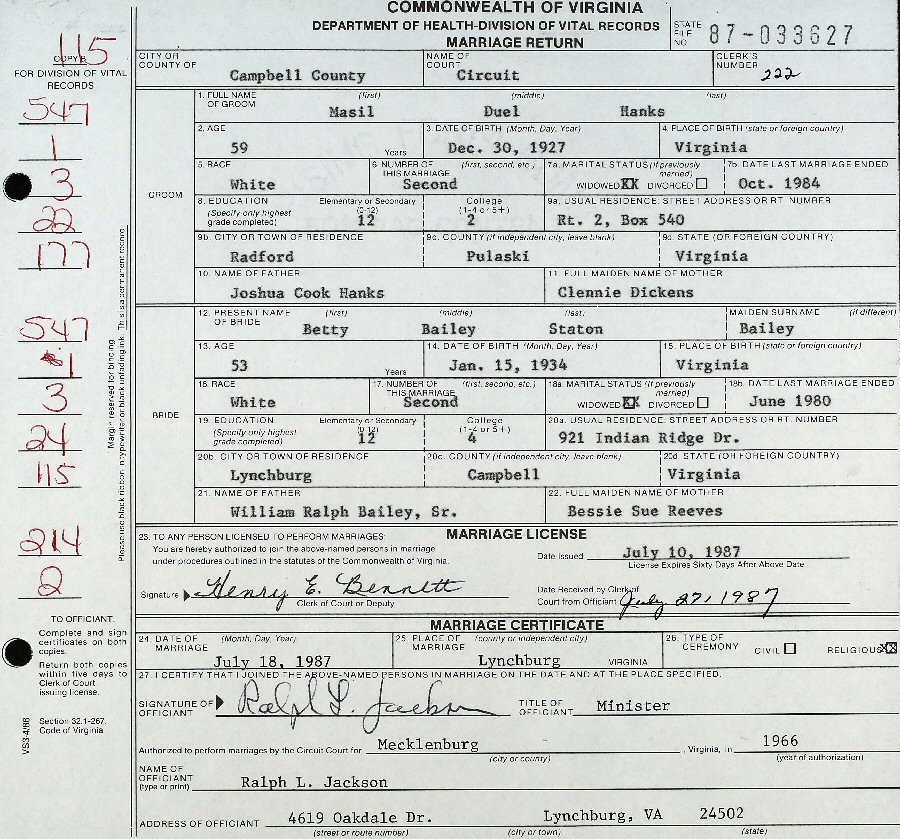 COMMONWEALTH OF VIRGINIA
DEPARTMENT OF HEALTH-DIVISION OF VITAL RECORDS
MARRIAGE RETURN
STATE FILE NO 87-033627
115
COPY B
FOR DIVISION OF VITAL RECORDS
CITY OR COUNTY OF Campbell County
NAME OF COURT Circuit
CLERK'S NUMBER 222
547
1
3
22
177
547
1
3
24
115
214
2
GROOM
1. FULL NAME OF GROOM (first) (middle) (last)
Masil Duel Hanks
2. AGE 59 Years
3. DATE OF BIRTH (Month, Day, Year) Dec. 30, 1927
4. PLACE OF BIRTH (state or foreign country) Virginia
5. RACE White
6. NUMBER OF THIS MARRIAGE (first, second, etc.) Second
7a. MARITAL STATUS (if previously married) WIDOWED XX DIVORCED
7b. DATE LAST MARRIAGE ENDED Oct. 1984
8. EDUCATION (Specify only highest grade completed) Elementary or Secondary (0-12) 12 College (1-4 or 5+) 2
9a. USUAL RESIDENCE: STREET ADDRESS OR RT. NUMBER Rt. 2, Box 540
9b. CITY OR TOWN OF RESIDENCE Radford
9c. COUNTY (if independent city, leave blank) Pulaski
9d. STATE (OR FOREIGN COUNTRY) Virginia
10. NAME OF FATHER Joshua Cook Hanks
11. FULL MAIDEN NAME OF MOTHER Clennie Dickens
BRIDE
12. PRESENT NAME OF BRIDE (first) (middle) (last) MAIDEN SURNAME (if different)
Betty Bailey Staton Bailey
13. AGE 53 Years
14. DATE OF BIRTH (Month, Day, Year) Jan. 15, 1934
15. PLACE OF BIRTH (state or foreign country) Virginia
16. RACE White
17. NUMBER OF THIS MARRIAGE (first, second, etc.) Second
18a. MARITAL STATUS (if previously married) WIDOWED XX DIVORCED
18b. DATE LAST MARRIAGE ENDED June 1980
19. EDUCATION (Specify only highest grade completed) Elementary or Secondary (0-12) 12 College (1-4 or 5+) 4
20a. USUAL RESIDENCE: STREET ADDRESS OR RT. NUMBER 921 Indian Ridge Dr.
20b. CITY OR TOWN OF RESIDENCE Lynchburg
20c. COUNTY (if independent city, leave blank) Campbell
20d. STATE (OR FOREIGN COUNTRY) Virginia
21. NAME OF FATHER William Ralph Bailey, Sr.
22. FULL MAIDEN NAME OF MOTHER Bessie Sue Reeves
Margin reserved for binding
Please use black ribbon in typewriter or black unfading ink. This is a permanent record
23. TO ANY PERSON LICENSED TO PERFORM MARRIAGES: MARRIAGE LICENSE
You are hereby authorized to join the above-named persons in marriage
under procedures outlined in the statutes of the Commonwealth of Virginia.
Date Issued July 10, 1987
License Expires Sixty Days After Above Date
Signature Henry E. Bennett
Clerk of Court or Deputy
Date Received by Clerk of Court from Official July 27, 1987
MARRIAGE CERTIFICATE
24. DATE OF MARRIAGE (Month, Day, Year) July 18, 1987
25. PLACE OF MARRIAGE (county or independent city) Lynchburg VIRGINIA
26. TYPE OF CEREMONY CIVIL RELIGIOUS XX
27. I CERTIFY THAT I JOINED THE ABOVE-NAMED PERSONS IN MARRIAGE ON THE DATE AND AT THE PLACE SPECIFIED.
SIGNATURE OF OFFICIANT Ralph L. Jackson
TITLE OF OFFICIANT Minister
Authorized to perform marriages by the Circuit Court for Mecklenburg, Virginia, in 1966
(city or county) (year of authorization)
NAME OF OFFICIANT (type or print) Ralph L. Jackson
ADDRESS OF OFFICIANT 4619 Oakdale Dr. Lynchburg, VA 24502
(street or route number) (city or town) (state)
TO OFFICIANT:
Complete and sign
certificates on both
copies.
Return both copies
within five days to
Clerk of Court
issuing license.
Section 32.1-267.
Code of Virginia
VS3-4/86